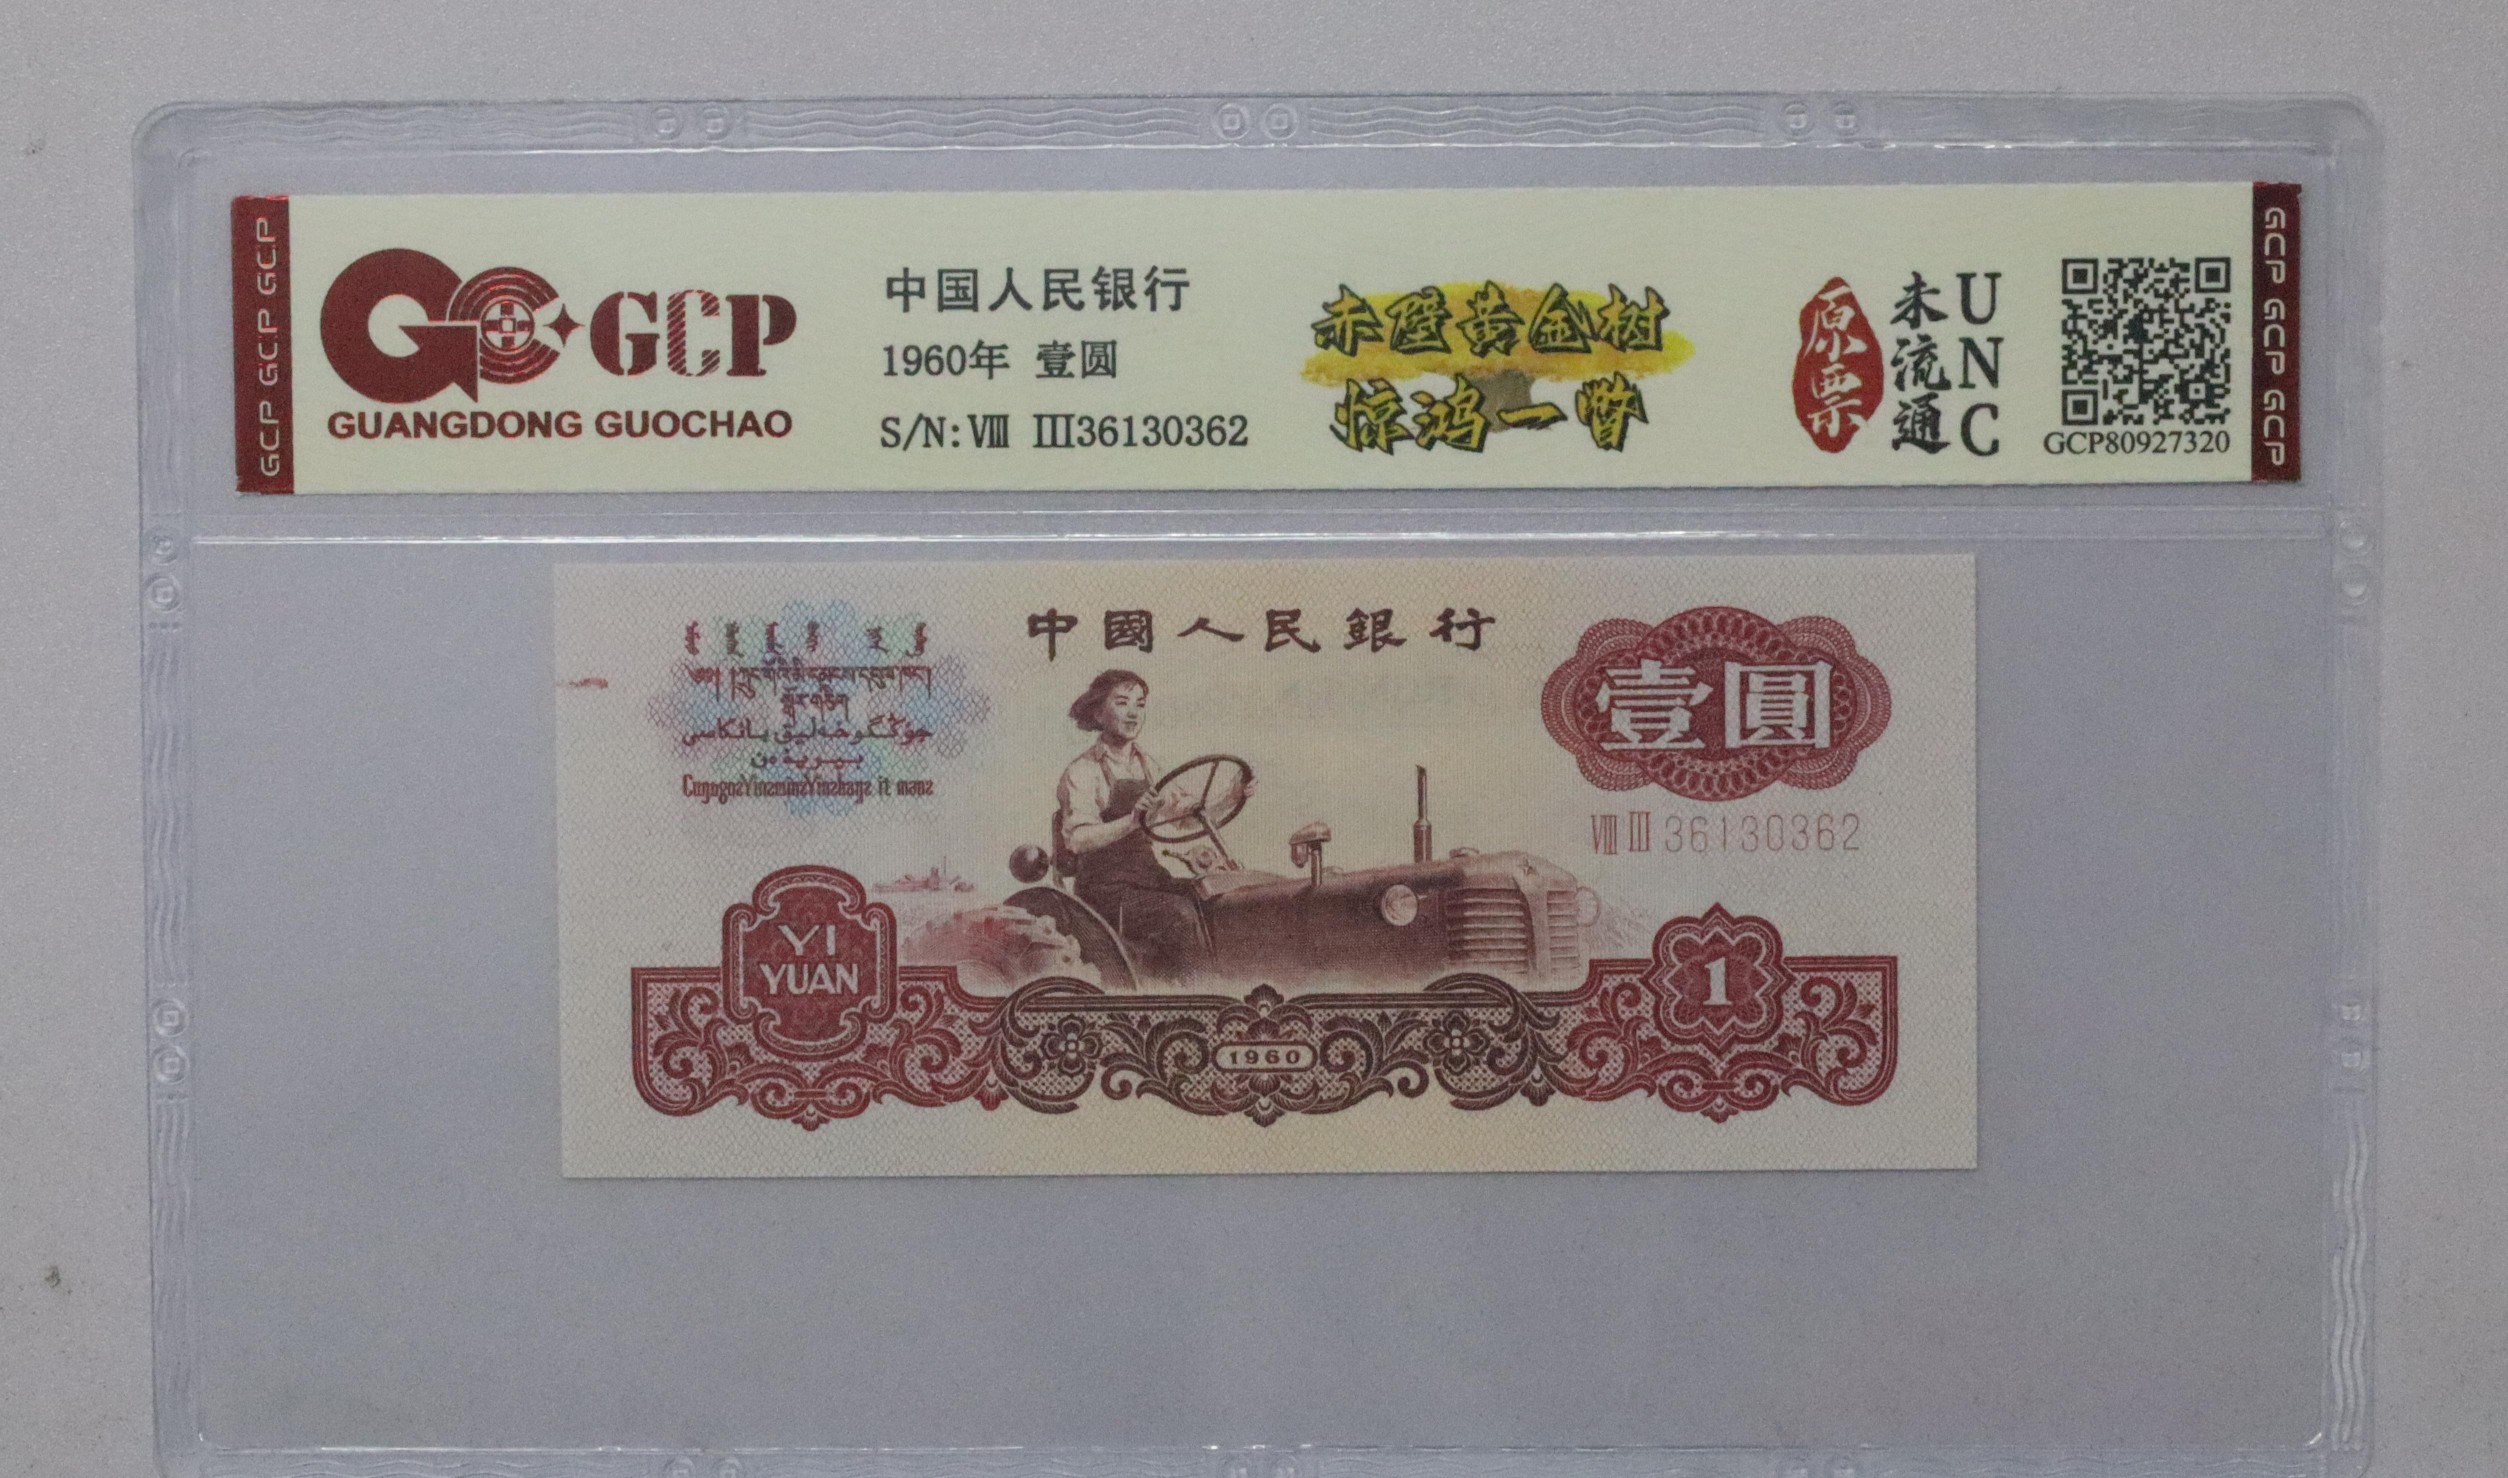 GCP GCP GCP
GCP
GUANGDONG GUOCHAO
中国人民银行
1960年 壹圆
S/N:Ⅷ Ⅲ36130362
赤隆黄金树
惊鸿一瞥
原票
未流通
UNC
GCP80927320
GCP GCP GCP
中國人民銀行
壹圓
Ⅷ Ⅲ 36130362
YI
YUAN
1
1960